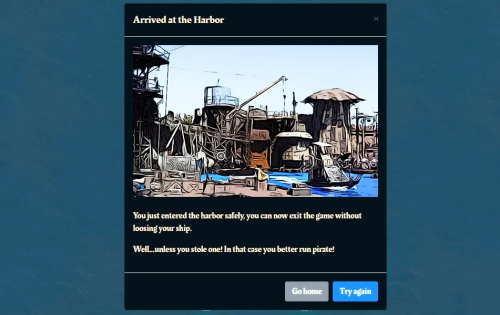 Arrived at the Harbor
×
You just entered the harbor safely, you can now exit the game without
loosing your ship.
Well...unless you stole one! In that case you better run pirate!
Go home
Try again